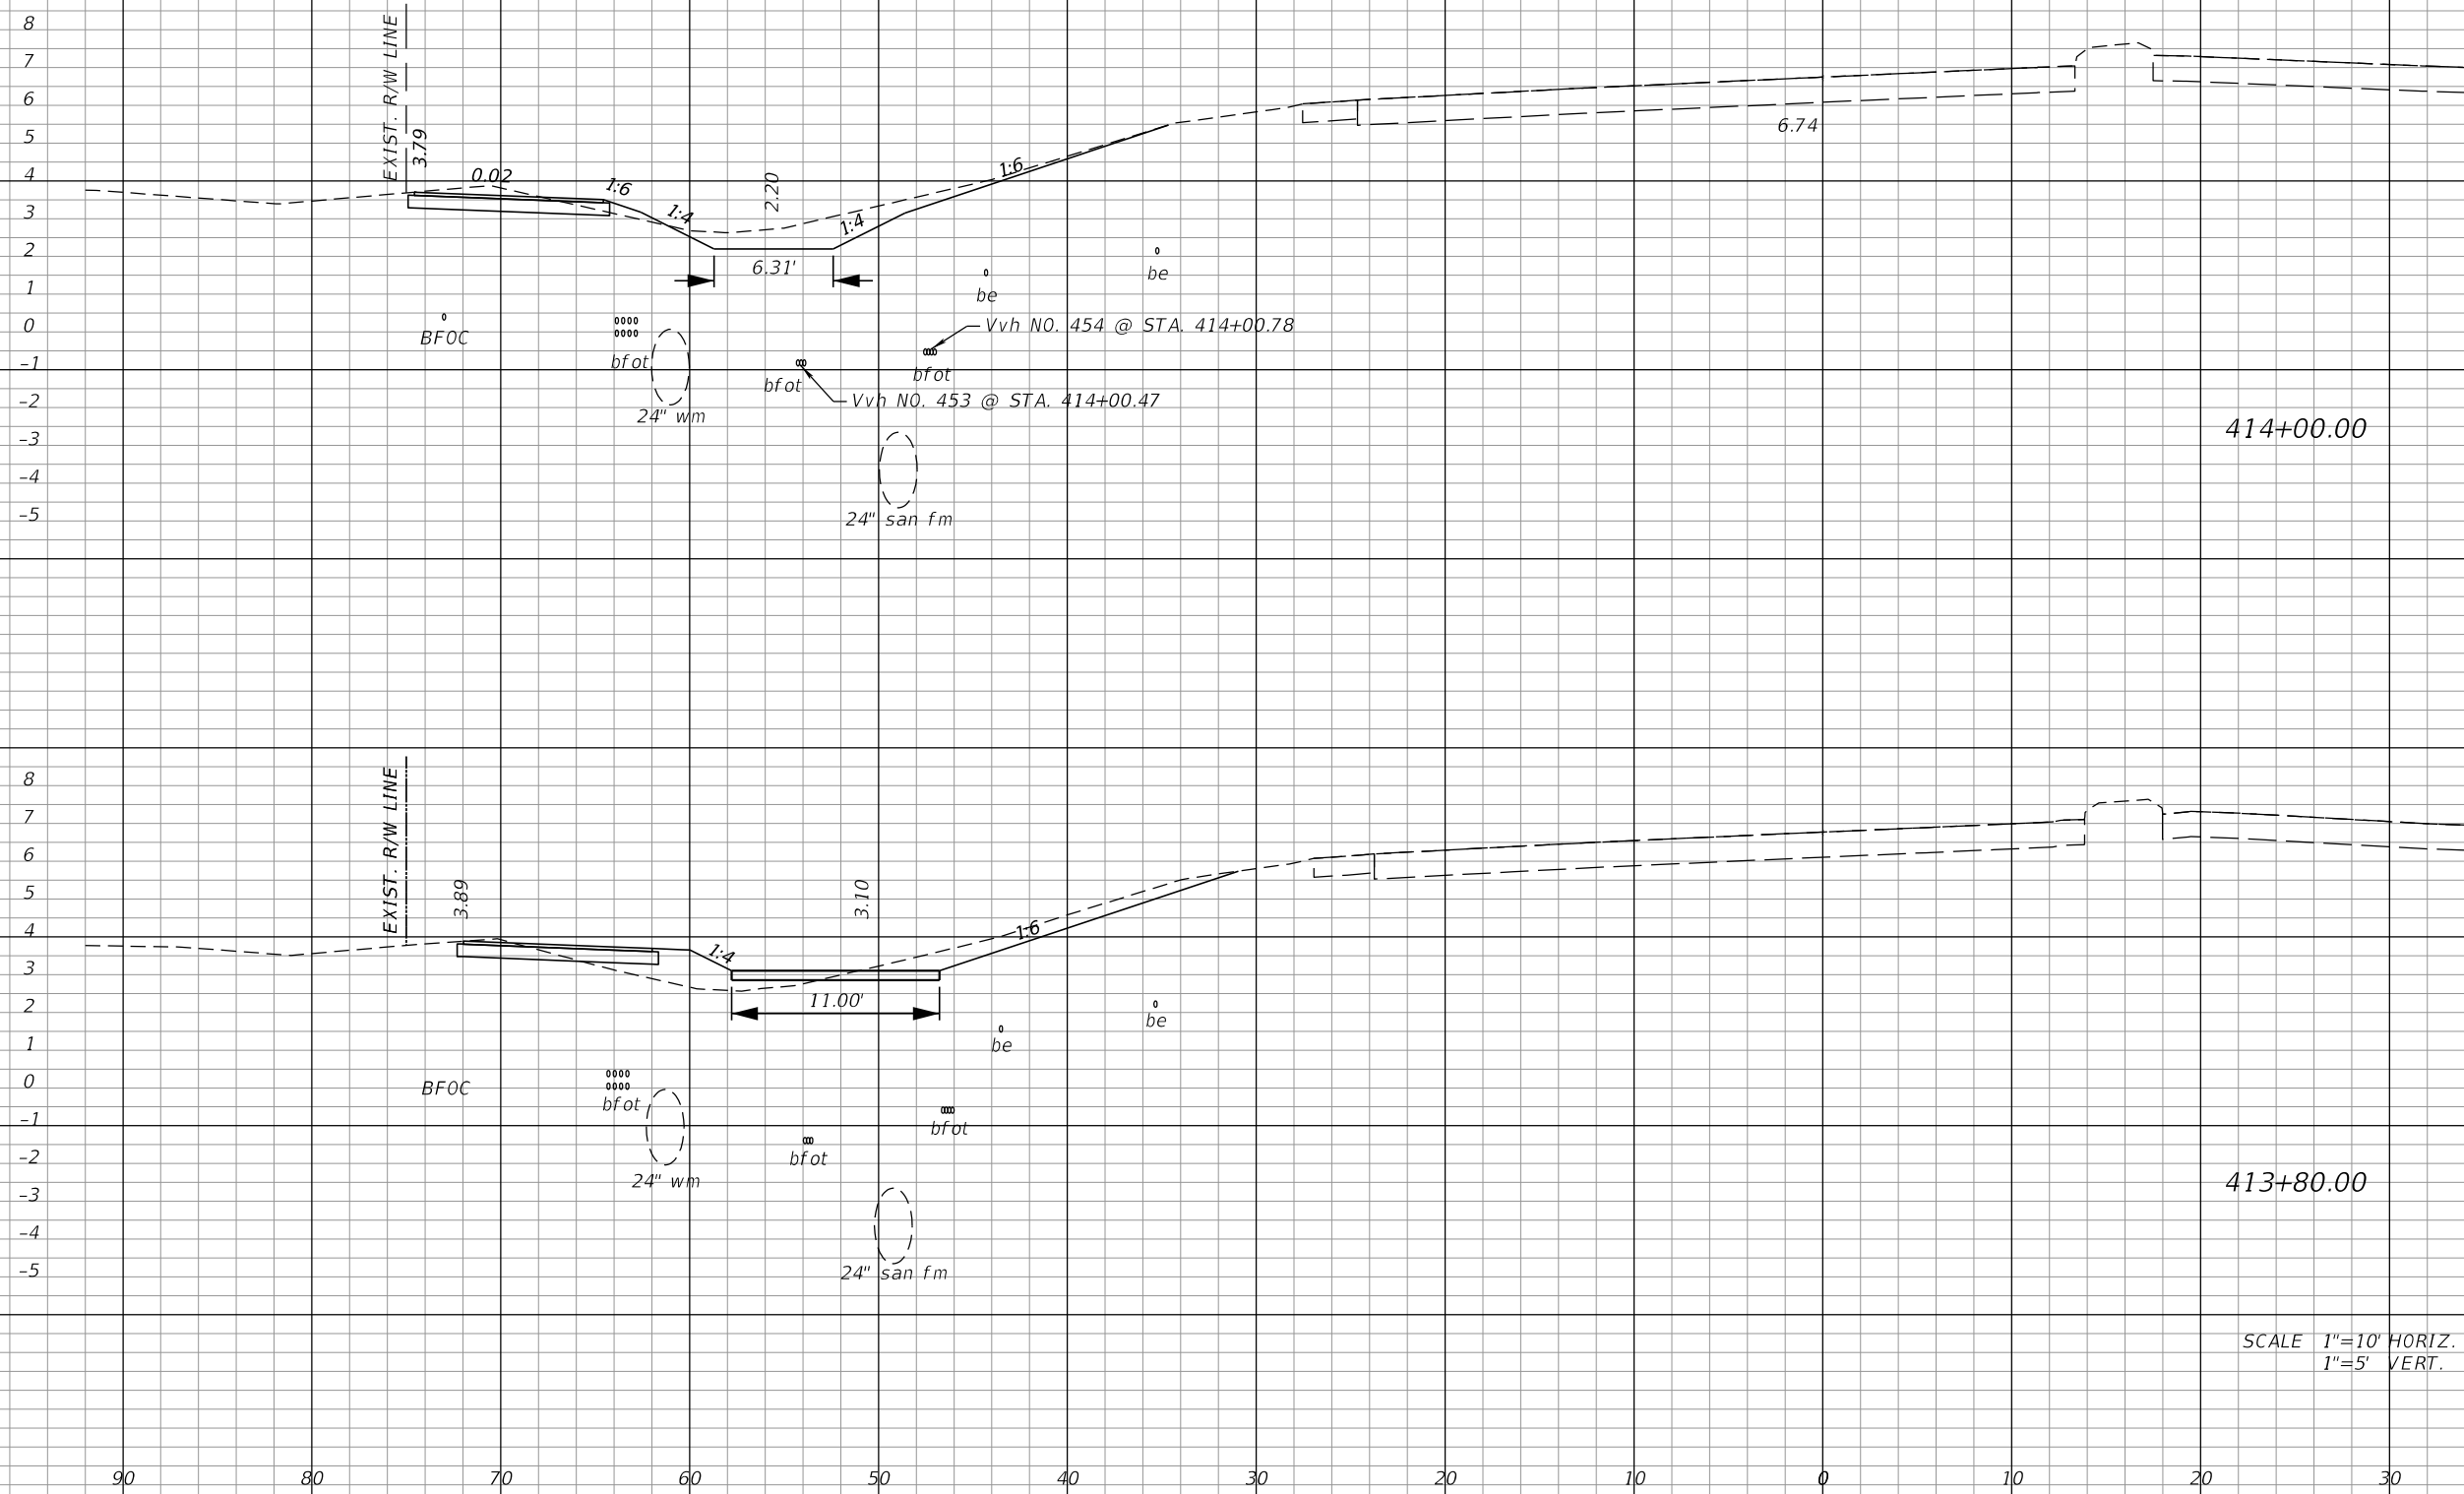 8
7
6
5
4
3
2
1
0
-1
-2
-3
-4
-5
EXIST. R/W LINE
3.79
0.02
1:6
1:4
2.20
1:4
1:6
6.31'
6.74
be
be
BFOC
bfot
Vvh NO. 454 @ STA. 414+00.78
bfot
bfot
Vvh NO. 453 @ STA. 414+00.47
24" wm
414+00.00
24" san fm
8
7
6
5
4
3
2
1
0
-1
-2
-3
-4
-5
EXIST. R/W LINE
3.89
3.10
1:4
1:6
11.00'
be
be
BFOC
bfot
bfot
bfot
24" wm
413+80.00
24" san fm
SCALE 1"=10' HORIZ.
1"=5' VERT.
90 80 70 60 50 40 30 20 10 0 10 20 30